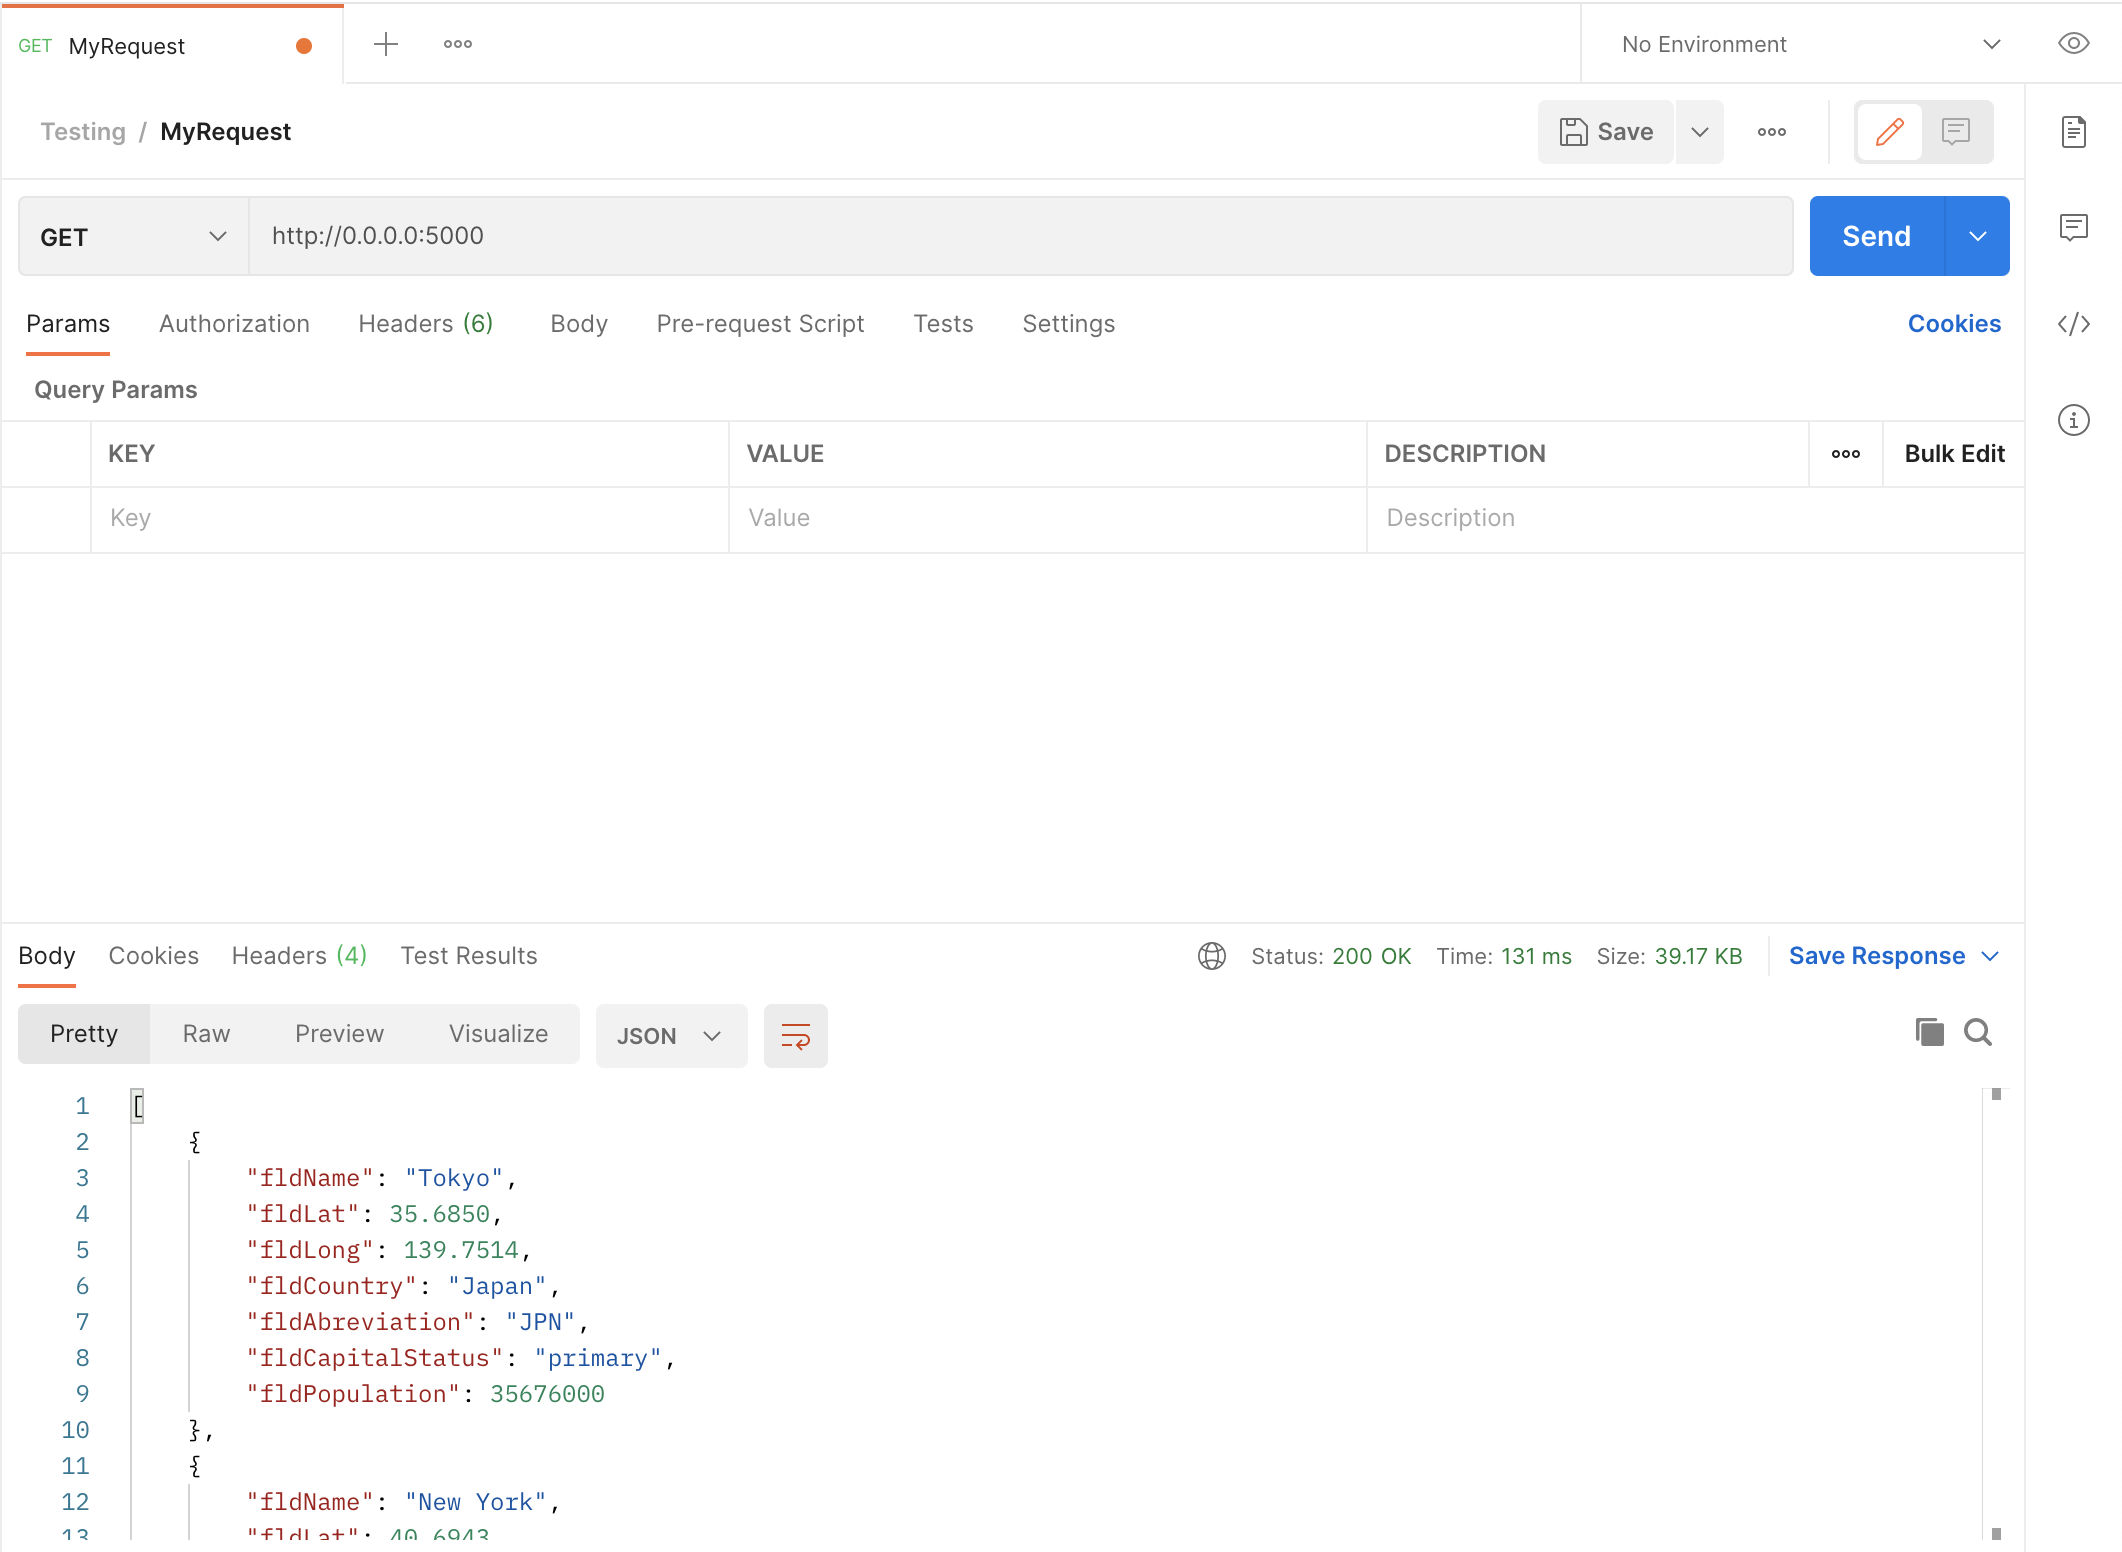 GET MyRequest No Environment
Testing / MyRequest Save
GET http://0.0.0.0:5000 Send
Params Authorization Headers (6) Body Pre-request Script Tests Settings Cookies
Query Params
KEY VALUE DESCRIPTION Bulk Edit
Key Value Description
Body Cookies Headers (4) Test Results Status: 200 OK Time: 131 ms Size: 39.17 KB Save Response
Pretty Raw Preview Visualize JSON
1 [
2 {
3 "fldName": "Tokyo",
4 "fldLat": 35.6850,
5 "fldLong": 139.7514,
6 "fldCountry": "Japan",
7 "fldAbreviation": "JPN",
8 "fldCapitalStatus": "primary",
9 "fldPopulation": 35676000
10 },
11 {
12 "fldName": "New York",
13 "fldLat": 40.6943